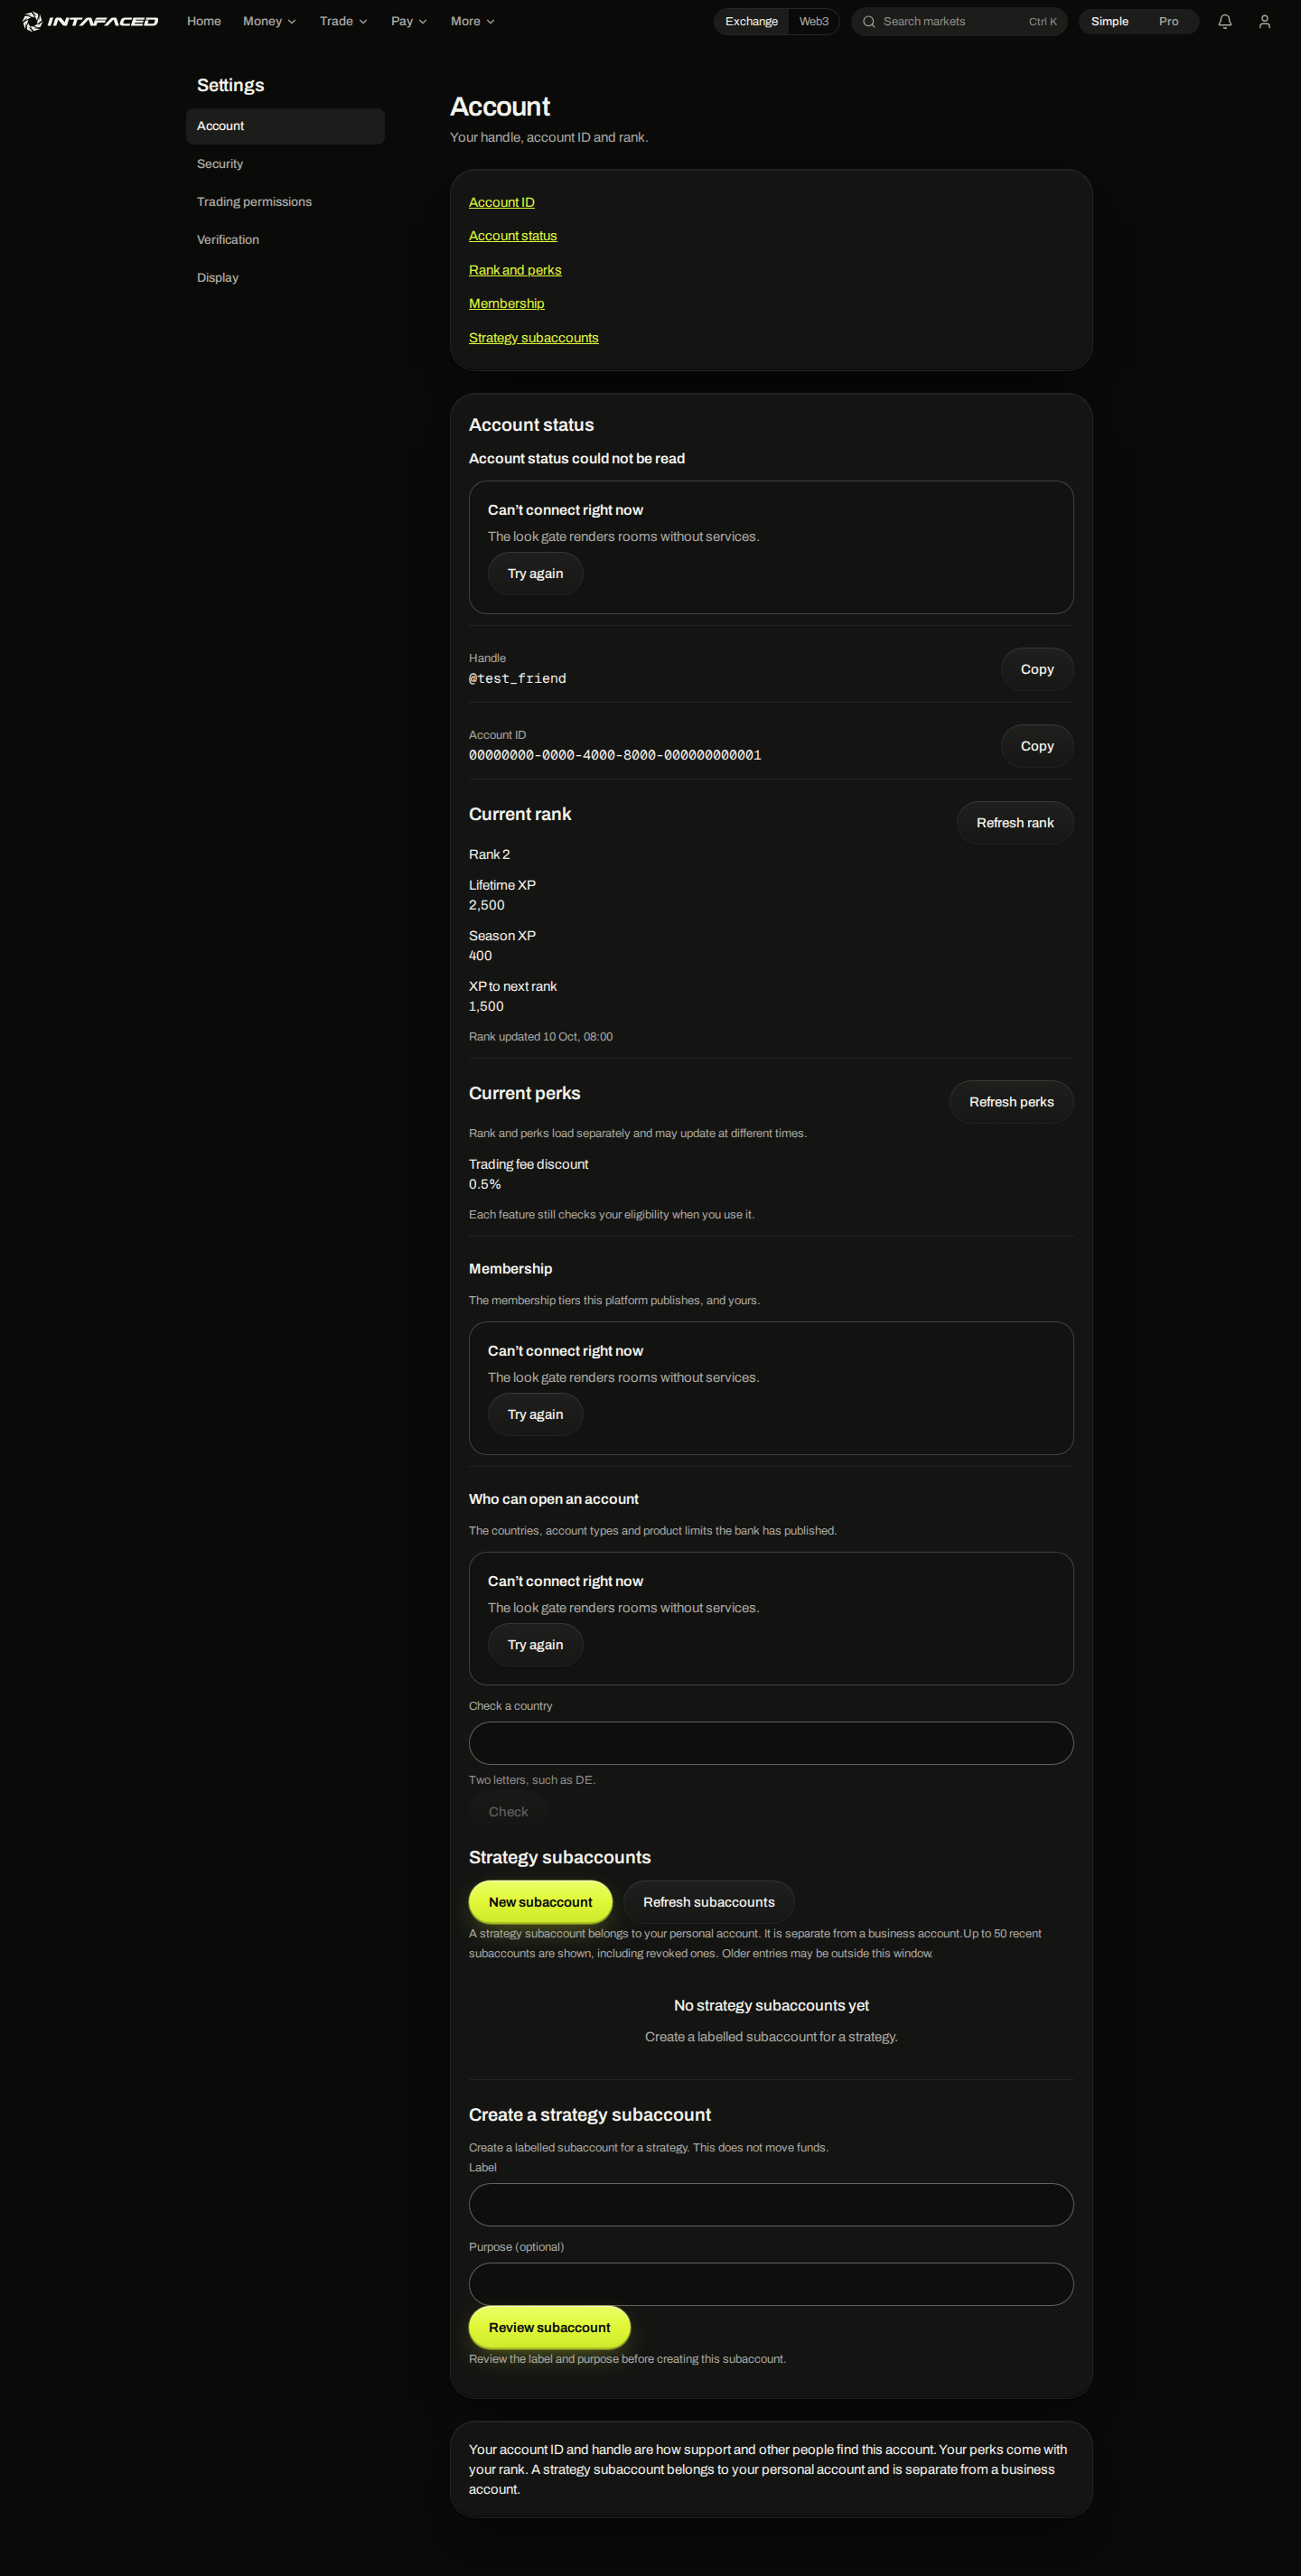 INTAFACED
Home
Money
Trade
Pay
More
Exchange
Web3
Search markets
Ctrl K
Simple
Pro
Settings
Account
Security
Trading permissions
Verification
Display
Account
Your handle, account ID and rank.
Account ID
Account status
Rank and perks
Membership
Strategy subaccounts
Account status
Account status could not be read
Can’t connect right now
The look gate renders rooms without services.
Try again
Handle
@test_friend
Copy
Account ID
00000000-0000-4000-8000-000000000001
Copy
Current rank
Refresh rank
Rank 2
Lifetime XP
2,500
Season XP
400
XP to next rank
1,500
Rank updated 10 Oct, 08:00
Current perks
Refresh perks
Rank and perks load separately and may update at different times.
Trading fee discount
0.5%
Each feature still checks your eligibility when you use it.
Membership
The membership tiers this platform publishes, and yours.
Can’t connect right now
The look gate renders rooms without services.
Try again
Who can open an account
The countries, account types and product limits the bank has published.
Can’t connect right now
The look gate renders rooms without services.
Try again
Check a country
Two letters, such as DE.
Check
Strategy subaccounts
New subaccount
Refresh subaccounts
A strategy subaccount belongs to your personal account. It is separate from a business account.Up to 50 recent
subaccounts are shown, including revoked ones. Older entries may be outside this window.
No strategy subaccounts yet
Create a labelled subaccount for a strategy.
Create a strategy subaccount
Create a labelled subaccount for a strategy. This does not move funds.
Label
Purpose (optional)
Review subaccount
Review the label and purpose before creating this subaccount.
Your account ID and handle are how support and other people find this account. Your perks come with
your rank. A strategy subaccount belongs to your personal account and is separate from a business
account.